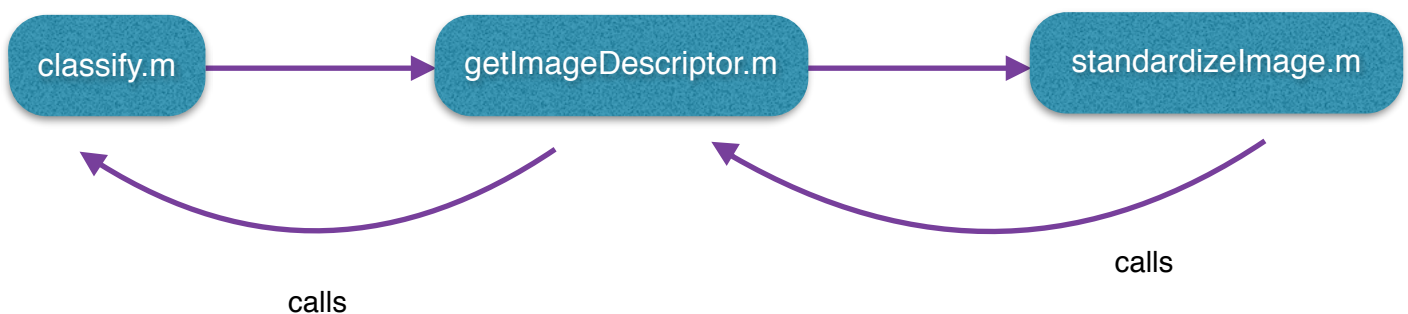 classify.m
getImageDescriptor.m
standardizeImage.m
calls
calls